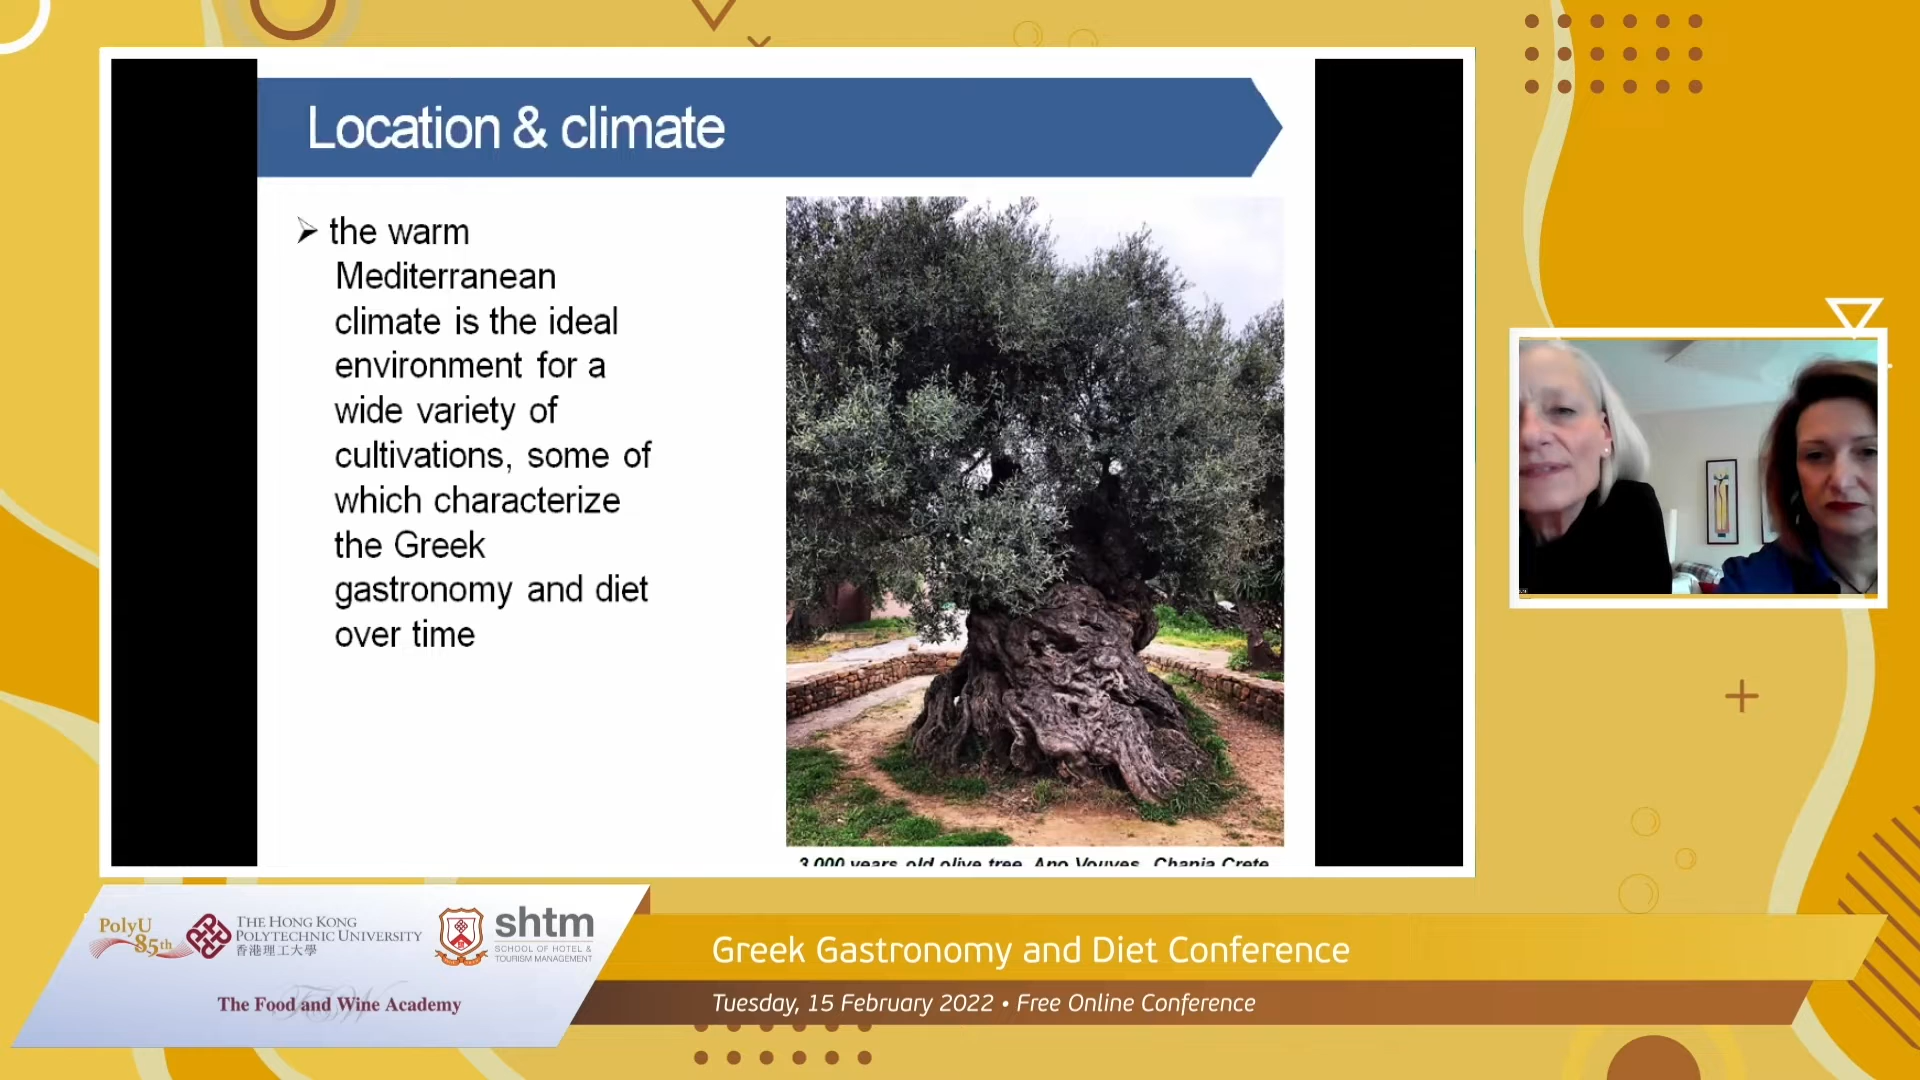 Location & climate
➢ the warm
Mediterranean
climate is the ideal
environment for a
wide variety of
cultivations, some of
which characterize
the Greek
gastronomy and diet
over time
3,000 years old olive tree, Ano Vouves, Chania Crete
PolyU
85th
THE HONG KONG
POLYTECHNIC UNIVERSITY
香港理工大學
shtm
SCHOOL OF HOTEL &
TOURISM MANAGEMENT
The Food and Wine Academy
Greek Gastronomy and Diet Conference
Tuesday, 15 February 2022 • Free Online Conference